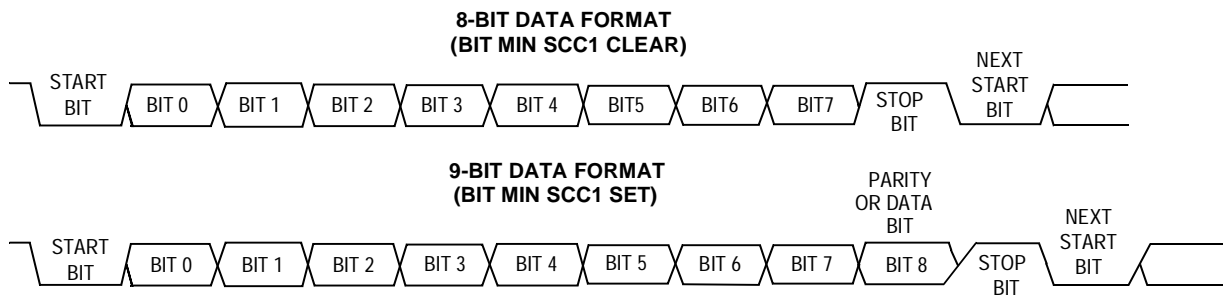 8-BIT DATA FORMAT
(BIT MIN SCC1 CLEAR)
START
BIT
BIT 0
BIT 1
BIT 2
BIT 3
BIT 4
BIT5
BIT6
BIT7
STOP
BIT
NEXT
START
BIT
9-BIT DATA FORMAT
(BIT MIN SCC1 SET)
START
BIT
BIT 0
BIT 1
BIT 2
BIT 3
BIT 4
BIT 5
BIT 6
BIT 7
PARITY
OR DATA
BIT
BIT 8
STOP
BIT
NEXT
START
BIT